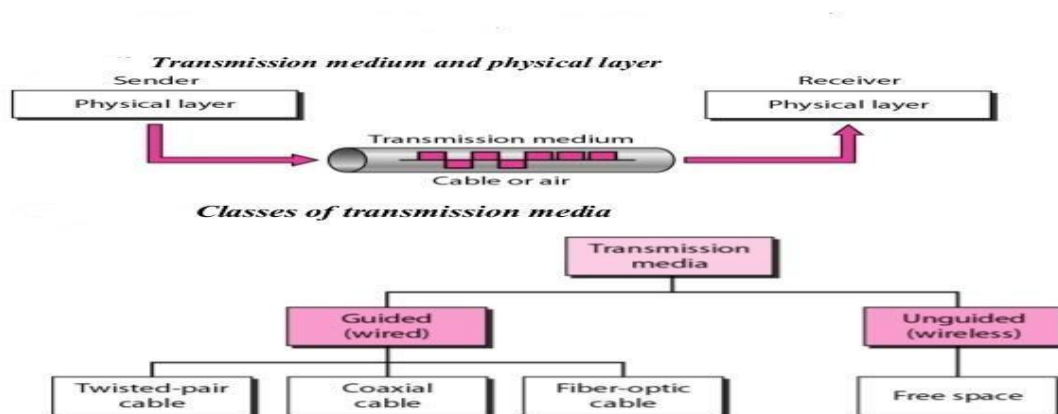 Transmission medium and physical layer
Sender
Receiver
Physical layer
Physical layer
Transmission medium
Cable or air
Classes of transmission media
Transmission
media
Guided
(wired)
Unguided
(wireless)
Twisted-pair
cable
Coaxial
cable
Fiber-optic
cable
Free space